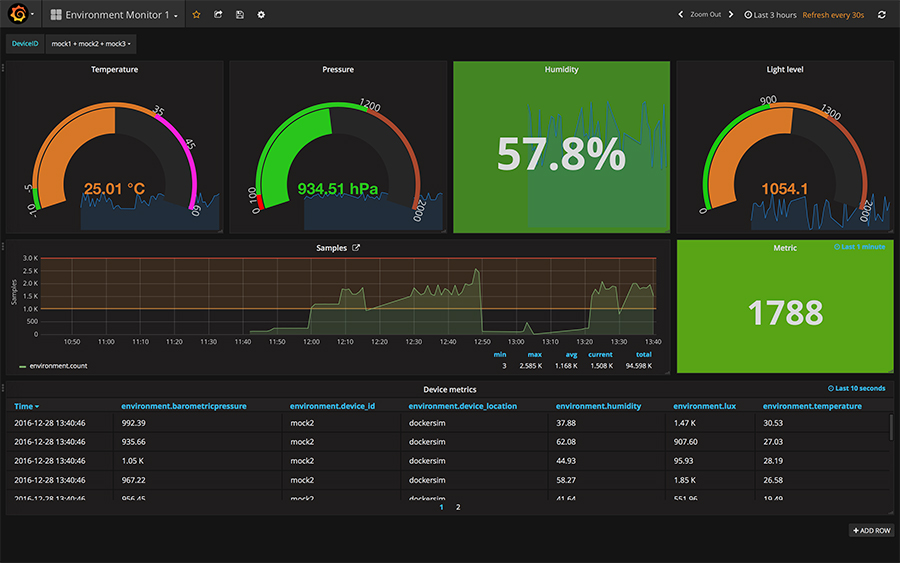 Environment Monitor 1
Zoom Out
Last 3 hours
Refresh every 30s
DeviceID
mock1 + mock2 + mock3
Temperature
-10
5
35
45
60
25.01 °C
Pressure
0
100
1200
2000
934.51 hPa
Humidity
57.8%
Light level
0
900
1300
2000
1054.1
Samples
Samples
3.0 K
2.5 K
2.0 K
1.5 K
1.0 K
500
0
10:50 11:00 11:10 11:20 11:30 11:40 11:50 12:00 12:10 12:20 12:30 12:40 12:50 13:00 13:10 13:20 13:30 13:40
min max avg current total
environment.count 3 2.585 K 1.168 K 1.508 K 94.598 K
Metric
Last 1 minute
1788
Device metrics
Last 10 seconds
Time environment.barometricpressure environment.device_id environment.device_location environment.humidity environment.lux environment.temperature
2016-12-28 13:40:46 992.39 mock2 dockersim 37.88 1.47 K 30.53
2016-12-28 13:40:46 935.66 mock2 dockersim 62.08 907.60 27.03
2016-12-28 13:40:46 1.05 K mock2 dockersim 44.93 95.93 28.19
2016-12-28 13:40:46 967.22 mock2 dockersim 58.27 1.85 K 26.58
2016-12-28 13:40:46 956.45 mock2 dockersim 41.64 551.96 19.49
1 2
+ ADD ROW